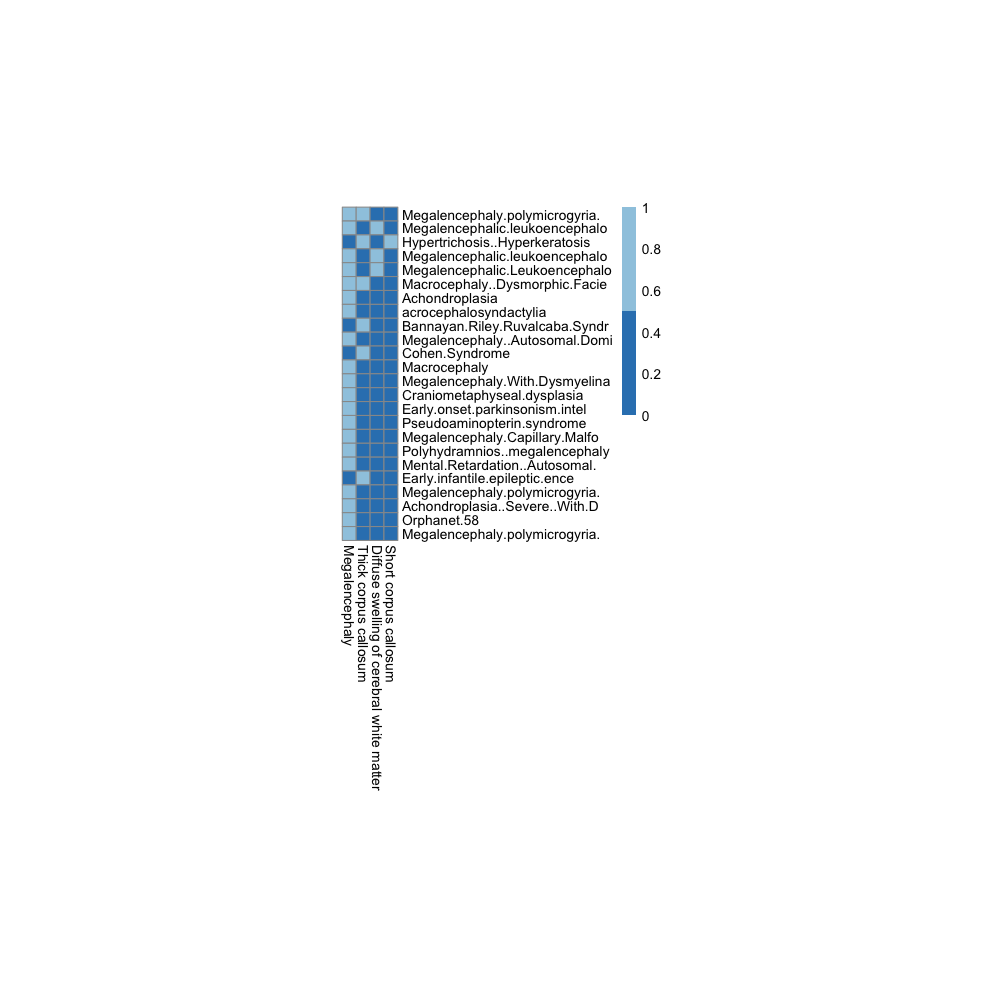 Megalencephaly.polymicrogyria.
Megalencephalic.leukoencephalo
Hypertrichosis..Hyperkeratosis
Megalencephalic.leukoencephalo
Megalencephalic.Leukoencephalo
Macrocephaly..Dysmorphic.Facie
Achondroplasia
acrocephalosyndactylia
Bannayan.Riley.Ruvalcaba.Syndr
Megalencephaly..Autosomal.Domi
Cohen.Syndrome
Macrocephaly
Megalencephaly.With.Dysmyelina
Craniometaphyseal.dysplasia
Early.onset.parkinsonism.intel
Pseudoaminopterin.syndrome
Megalencephaly.Capillary.Malfo
Polyhydramnios..megalencephaly
Mental.Retardation..Autosomal.
Early.infantile.epileptic.ence
Megalencephaly.polymicrogyria.
Achondroplasia..Severe..With.D
Orphanet.58
Megalencephaly.polymicrogyria.
1
0.8
0.6
0.4
0.2
0
Megalencephaly
Thick corpus callosum
Diffuse swelling of cerebral white matter
Short corpus callosum